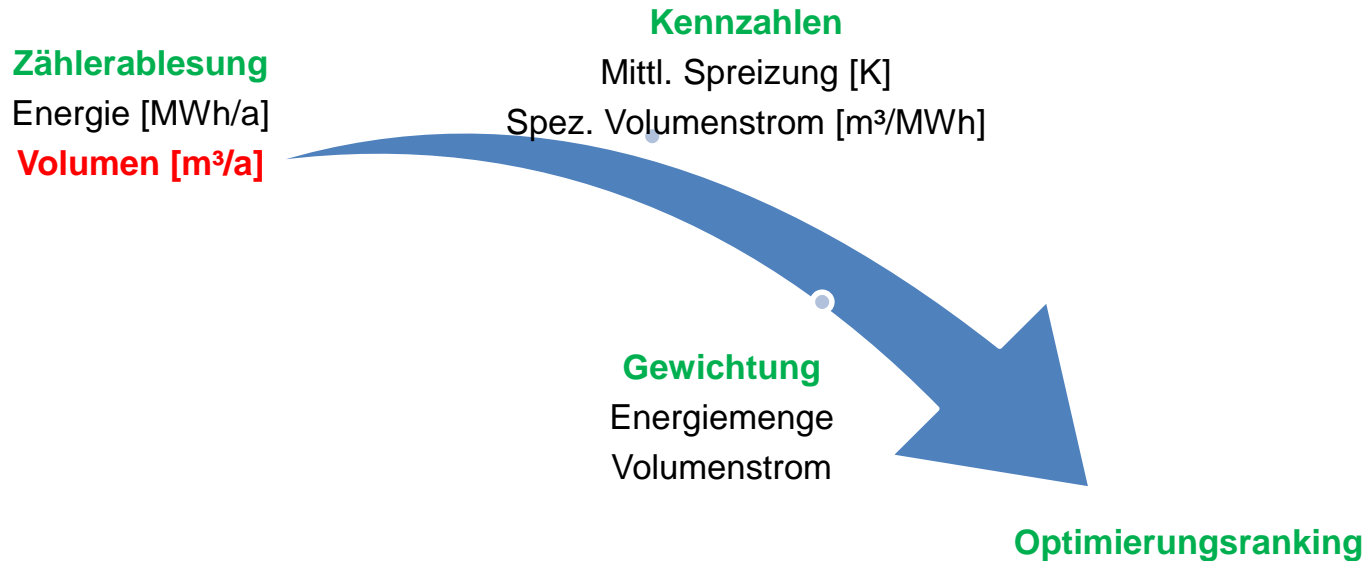 Zählerablesung
Energie [MWh/a]
Volumen [m³/a]
Kennzahlen
Mittl. Spreizung [K]
Spez. Volumenstrom [m³/MWh]
Gewichtung
Energiemenge
Volumenstrom
Optimierungsranking